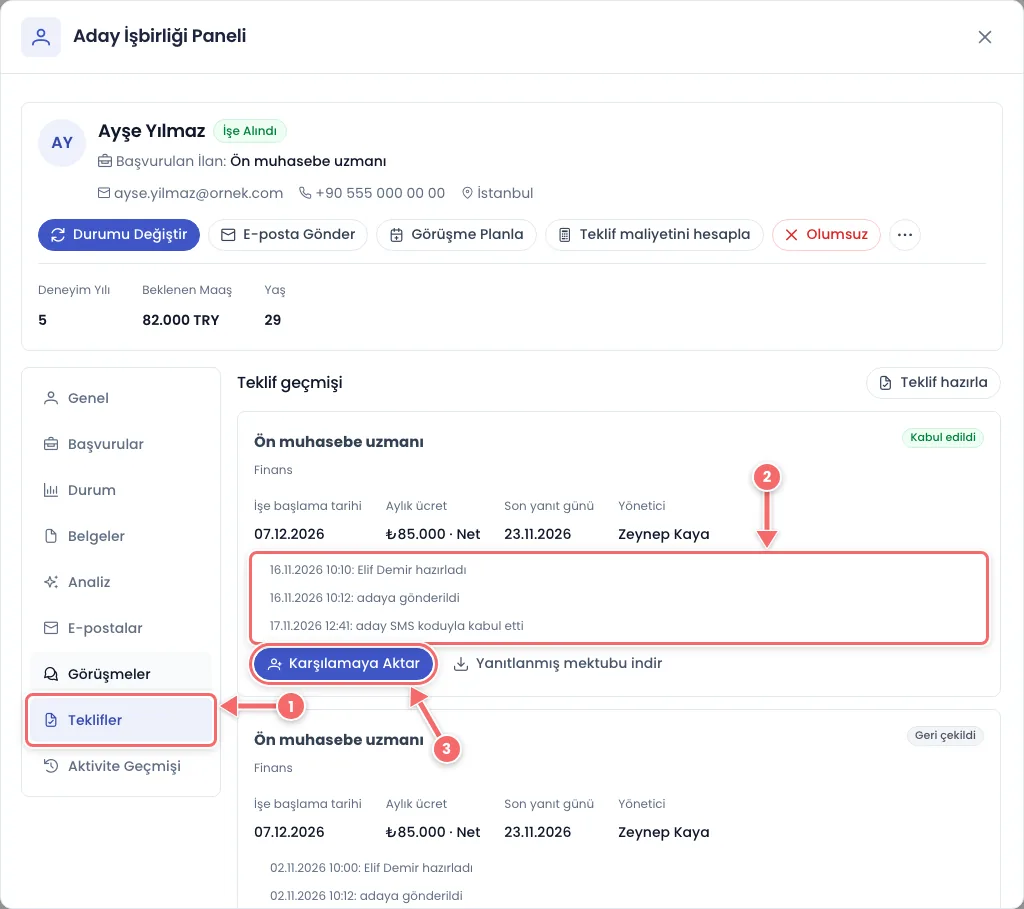 Aday İşbirliği Paneli
AY
Ayşe Yılmaz İşe Alındı
Başvurulan İlan: Ön muhasebe uzmanı
ayse.yilmaz@ornek.com +90 555 000 00 00 İstanbul
Durumu Değiştir E-posta Gönder Görüşme Planla Teklif maliyetini hesapla Olumsuz ...
Deneyim Yılı Beklenen Maaş Yaş
5 82.000 TRY 29
Genel
Başvurular
Durum
Belgeler
Analiz
E-postalar
Görüşmeler
Teklifler
Aktivite Geçmişi
Teklif geçmişi Teklif hazırla
Ön muhasebe uzmanı Kabul edildi
Finans
2
İşe başlama tarihi Aylık ücret Son yanıt günü Yönetici
07.12.2026 ₺85.000 · Net 23.11.2026 Zeynep Kaya
16.11.2026 10:10: Elif Demir hazırladı
16.11.2026 10:12: adaya gönderildi
17.11.2026 12:41: aday SMS koduyla kabul etti
Karşılamaya Aktar Yanıtlanmış mektubu indir
1
3
Ön muhasebe uzmanı Geri çekildi
Finans
İşe başlama tarihi Aylık ücret Son yanıt günü Yönetici
07.12.2026 ₺85.000 · Net 23.11.2026 Zeynep Kaya
02.11.2026 10:00: Elif Demir hazırladı
02.11.2026 10:12: adaya gönderildi